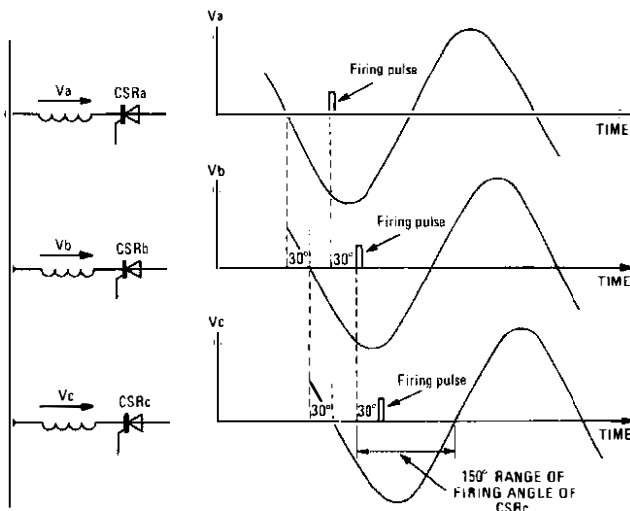 Va
CSRa
Va
Firing pulse
TIME
Vb
CSRb
Vb
Firing pulse
30°
30°
TIME
Vc
CSRc
Vc
Firing pulse
30°
30°
TIME
150° RANGE OF
FIRING ANGLE OF
CSRc